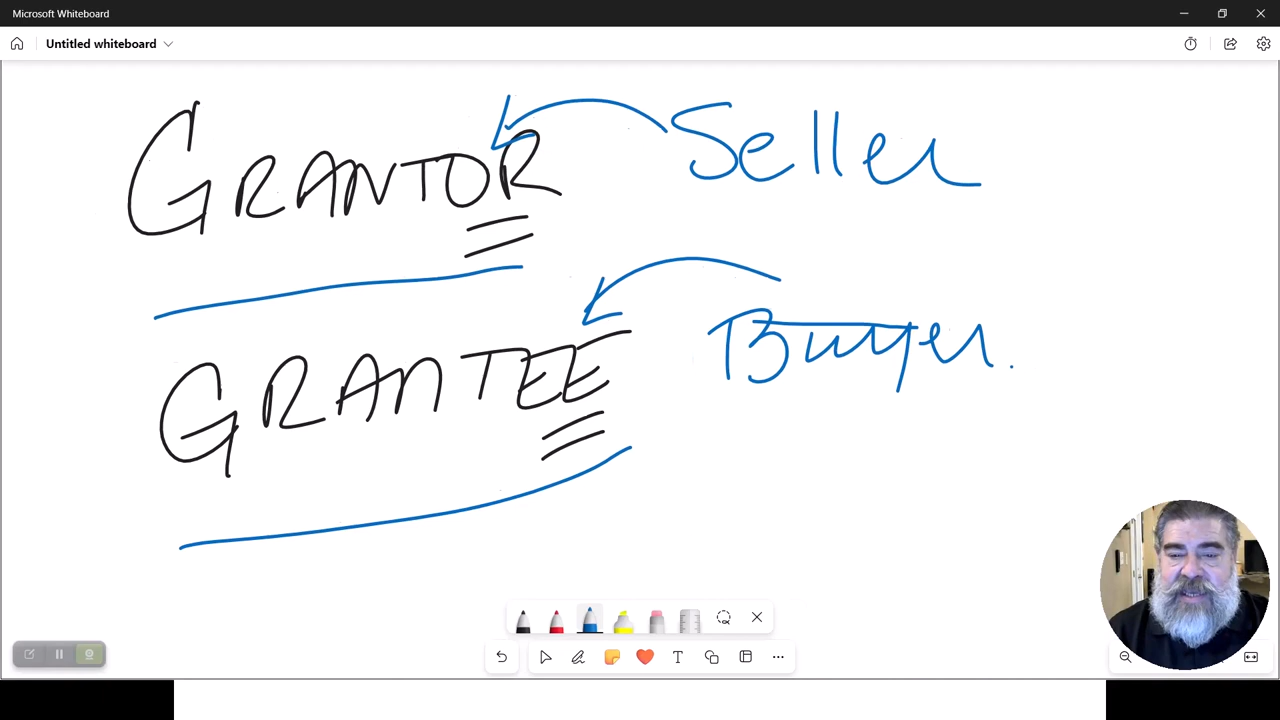 Microsoft Whiteboard
Untitled whiteboard
GRANTOR
Seller
GRANTEE
Buyer.
T